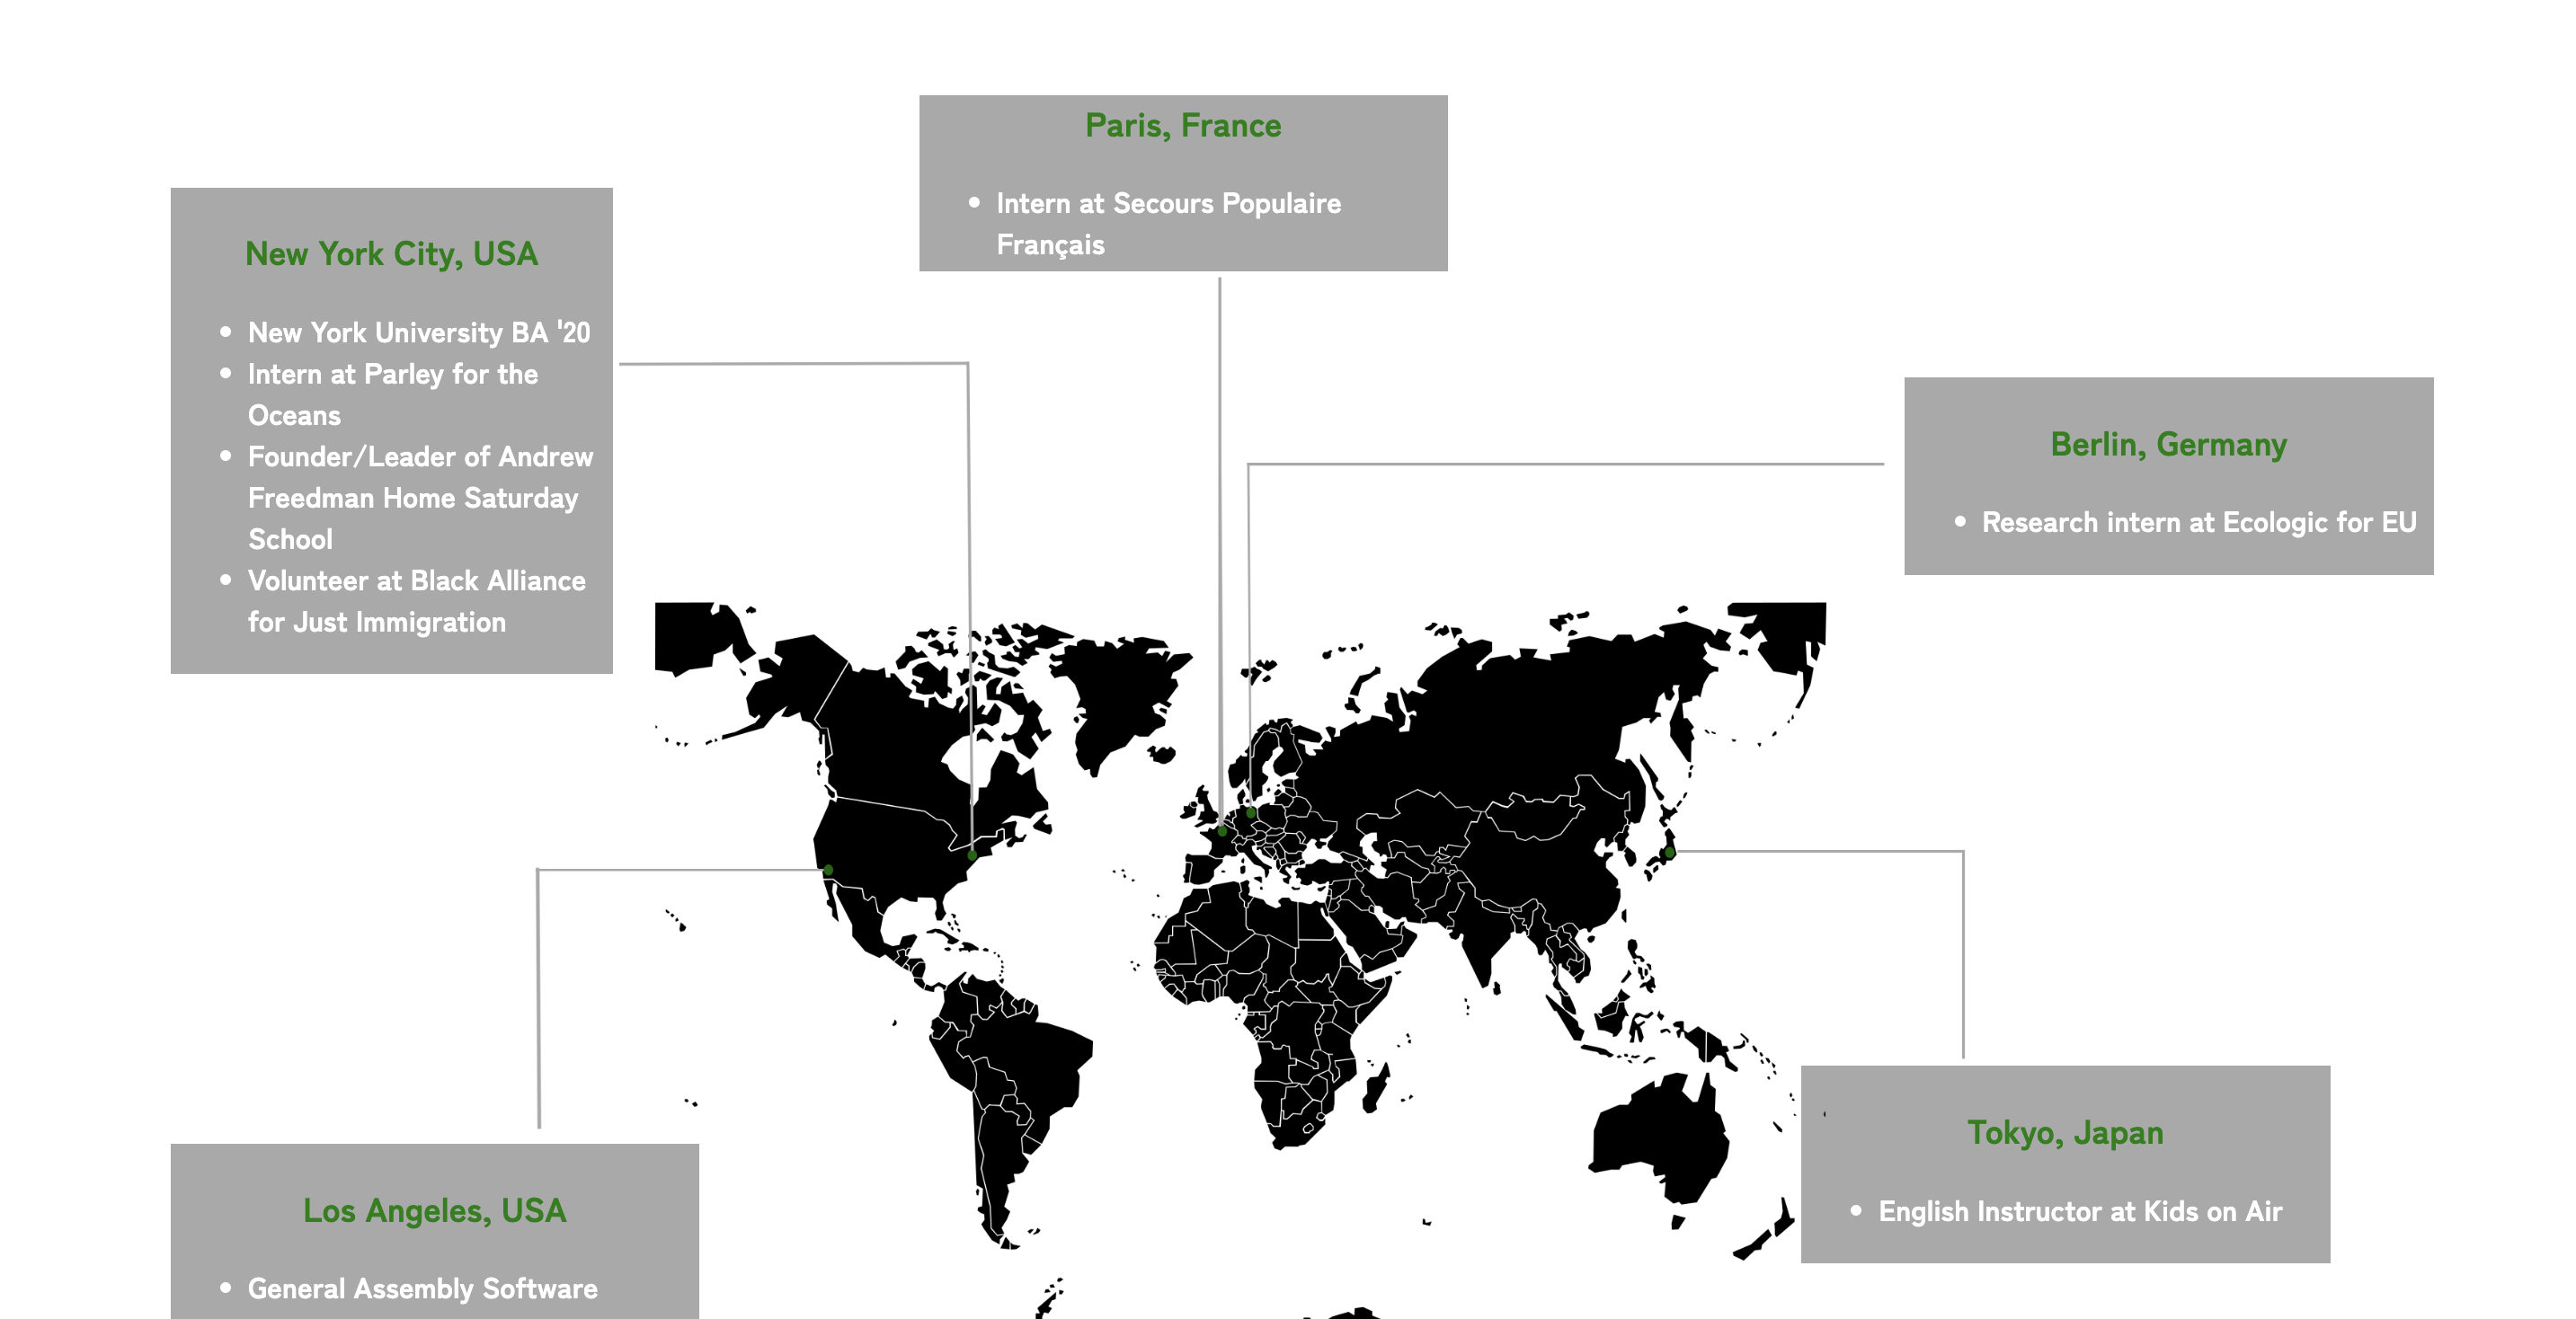 Paris, France
• Intern at Secours Populaire
Français
New York City, USA
• New York University BA '20
• Intern at Parley for the
Oceans
• Founder/Leader of Andrew
Freedman Home Saturday
School
• Volunteer at Black Alliance
for Just Immigration
Berlin, Germany
• Research intern at Ecologic for EU
Tokyo, Japan
• English Instructor at Kids on Air
Los Angeles, USA
• General Assembly Software